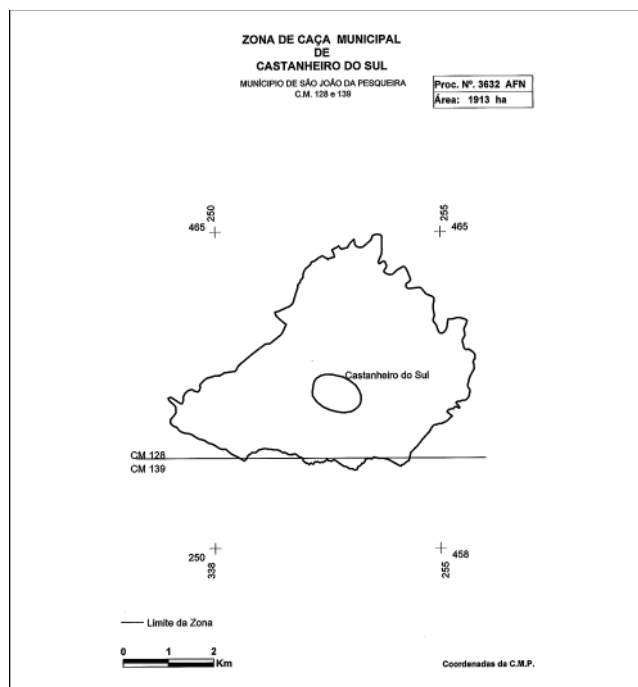 ZONA DE CAÇA MUNICIPAL
DE
CASTANHEIRO DO SUL
MUNÍCIPIO DE SÃO JOÃO DA PESQUEIRA
C.M. 128 e 139
Proc. Nº. 3632 AFN
Área: 1913 ha
250
465
255
465
Castanheiro do Sul
CM 128
CM 139
250
338
458
255
Limite da Zona
0 1 2
Km
Coordenadas da C.M.P.